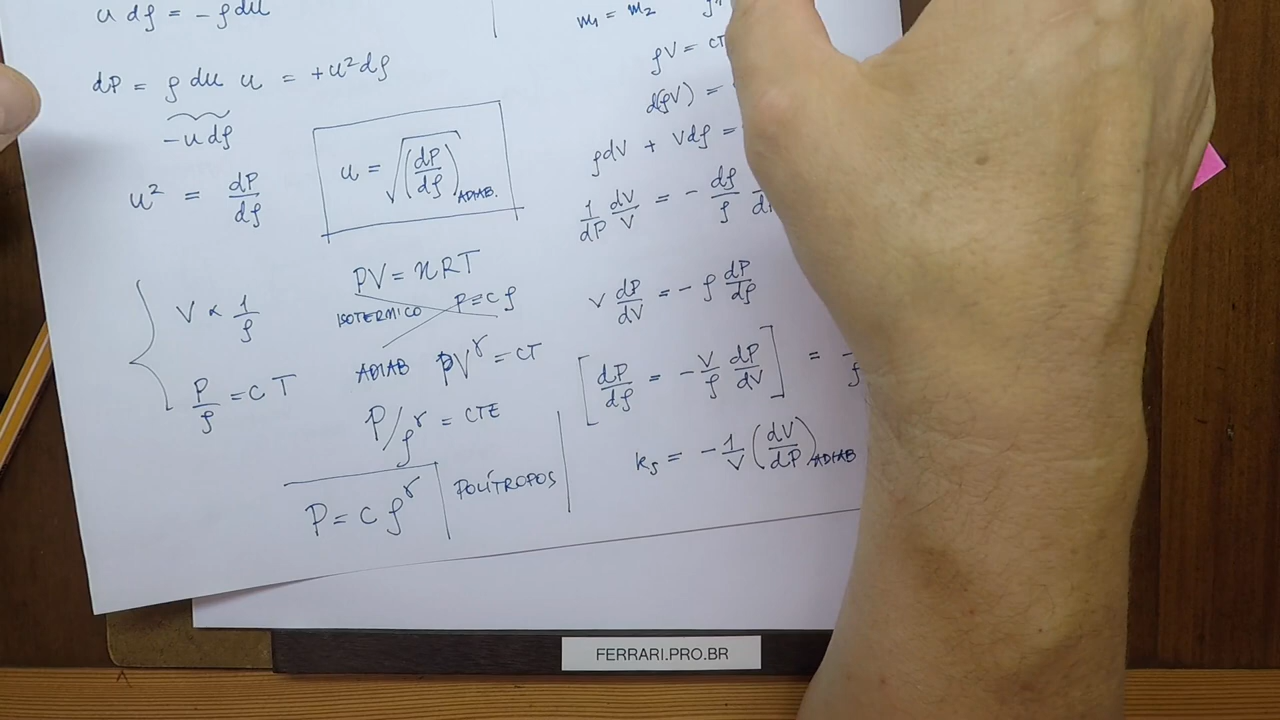 u dρ = -ρ du
dP = ρ du u = +u²dρ
-u dρ
u² = dP/dρ
u = √(dP/dρ)ADIAB.
V ∝ 1/ρ
P/ρ = C T
PV = nRT
ISOTERMICO P = C ρ
ADIAB PV^γ = CT
P/ρ^γ = CTE
P = C ρ^γ
POLÍTROPOS
m₁ = m₂
ρV = CT
d(ρV) =
ρdV + Vdρ =
1/dP dV/V = - dρ/ρ
V dP/dV = -ρ dP/dρ
[dP/dρ = -V/ρ dP/dV] =
ks = -1/V (dV/dP)ADIAB
FERRARI.PRO.BR